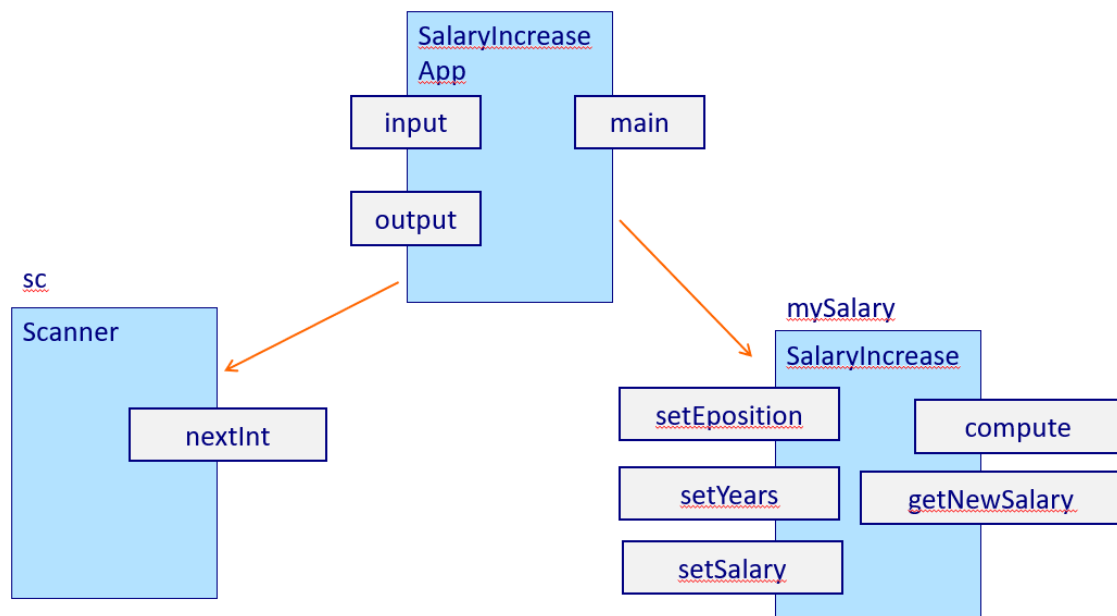 SalaryIncrease
App
input
main
output
sc
Scanner
nextInt
mySalary
SalaryIncrease
setEposition
compute
setYears
getNewSalary
setSalary